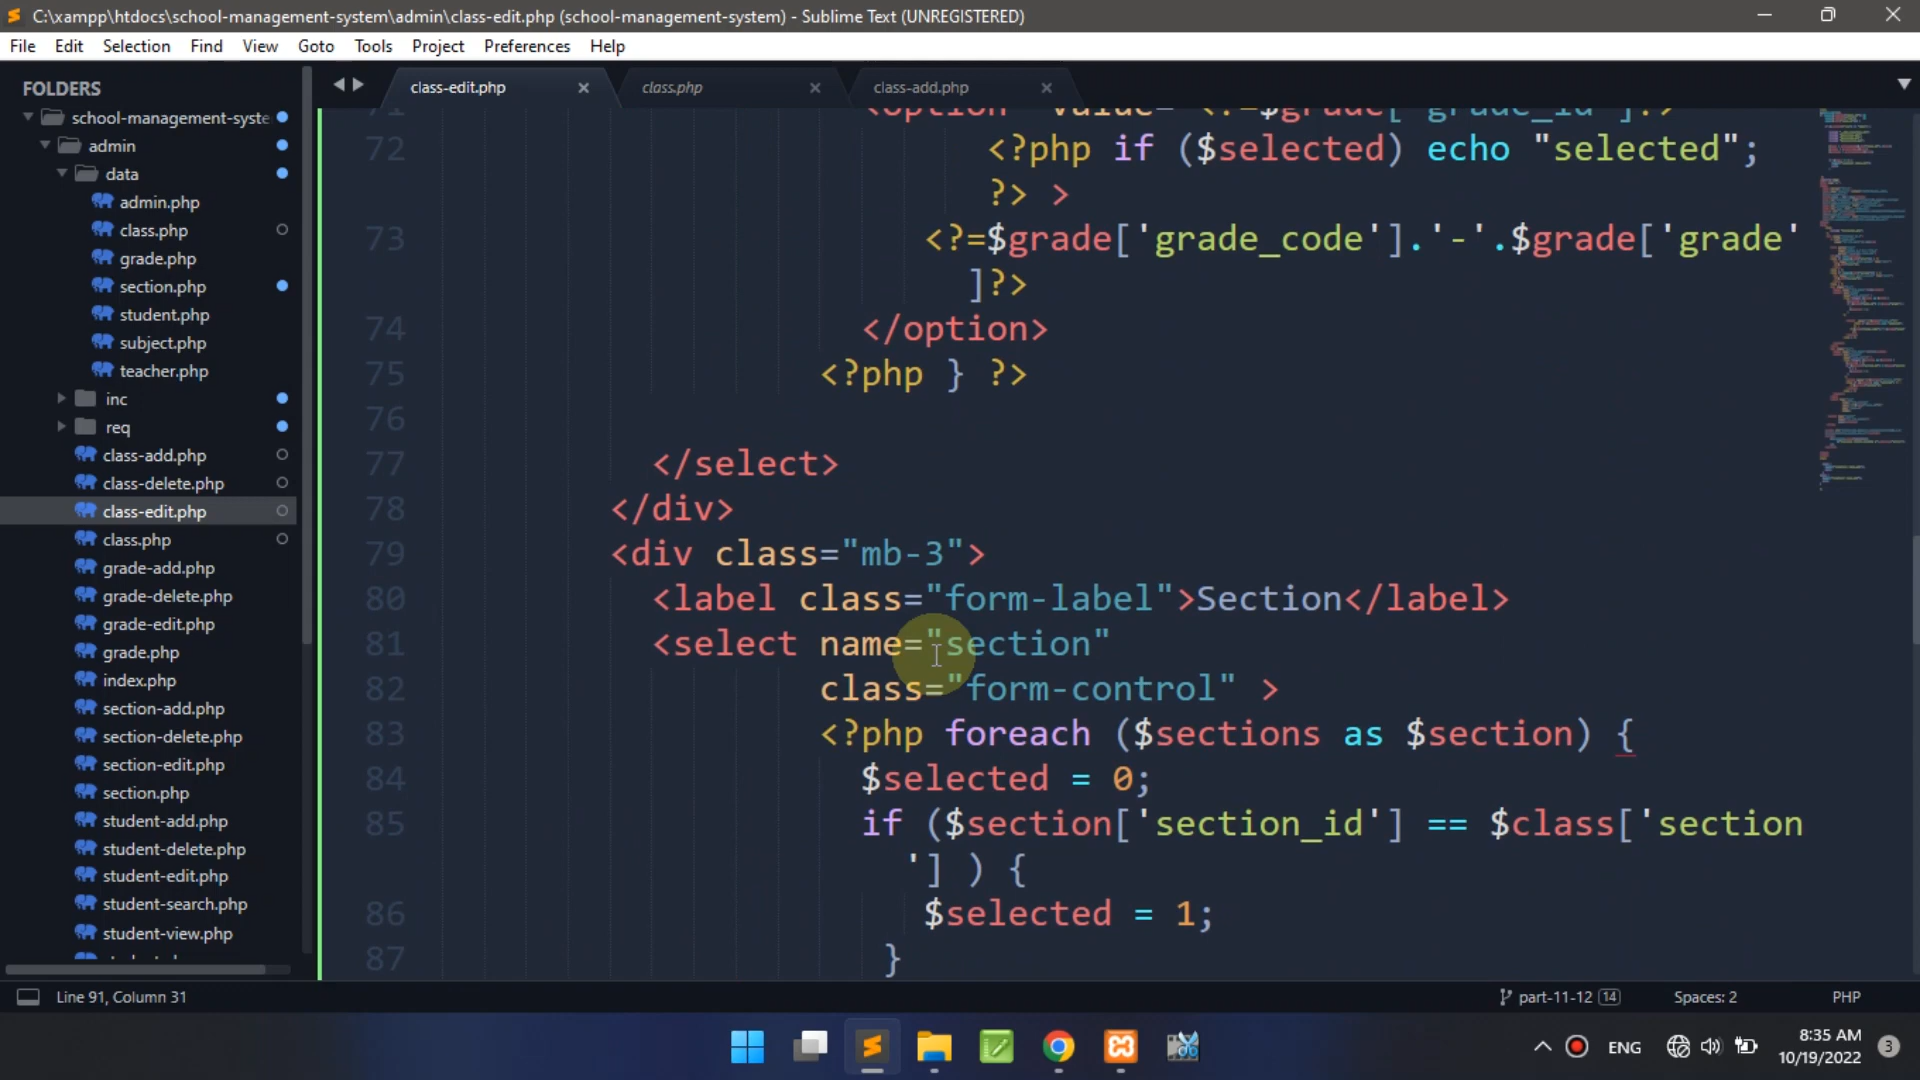 C:\xampp\htdocs\school-management-system\admin\class-edit.php (school-management-system) - Sublime Text (UNREGISTERED)
File Edit Selection Find View Goto Tools Project Preferences Help
FOLDERS
school-management-syste
admin
data
admin.php
class.php
grade.php
section.php
student.php
subject.php
teacher.php
inc
req
class-add.php
class-delete.php
class-edit.php
class.php
grade-add.php
grade-delete.php
grade-edit.php
grade.php
index.php
section-add.php
section-delete.php
section-edit.php
section.php
student-add.php
student-delete.php
student-edit.php
student-search.php
student-view.php
class-edit.php class.php class-add.php
71 <option value="<?=$grade['grade_id']?>
72 <?php if ($selected) echo "selected";
?> >
73 <?=$grade['grade_code'].'-'.$grade['grade'
]?>
74 </option>
75 <?php } ?>
76
77 </select>
78 </div>
79 <div class="mb-3">
80 <label class="form-label">Section</label>
81 <select name="section"
82 class="form-control" >
83 <?php foreach ($sections as $section) {
84 $selected = 0;
85 if ($section['section_id'] == $class['section
'] ) {
86 $selected = 1;
87 }
Line 91, Column 31 part-11-12 14 Spaces: 2 PHP
ENG 8:35 AM
10/19/2022 3